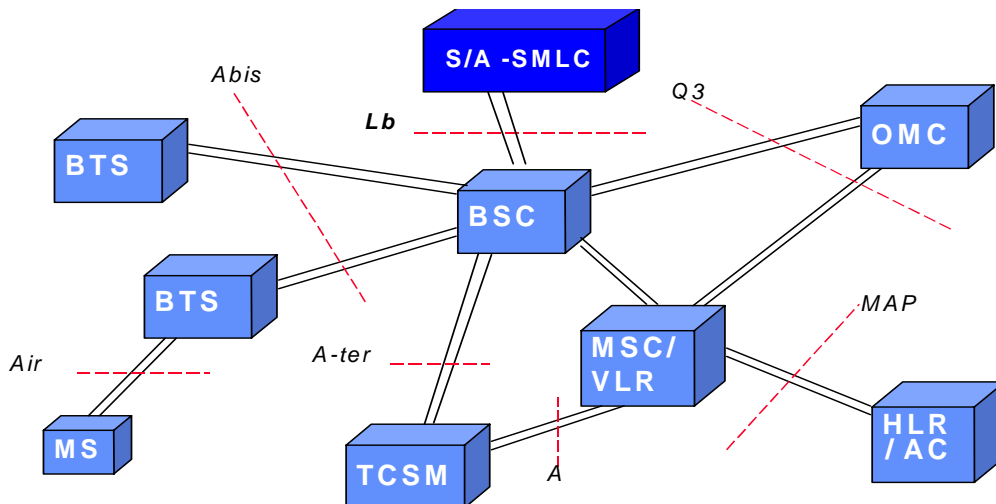 S/A -SMLC
Abis
Q3
Lb
OMC
BTS
BSC
BTS
MAP
A-ter
MSC/
VLR
Air
HLR
/ AC
MS
TCSM
A